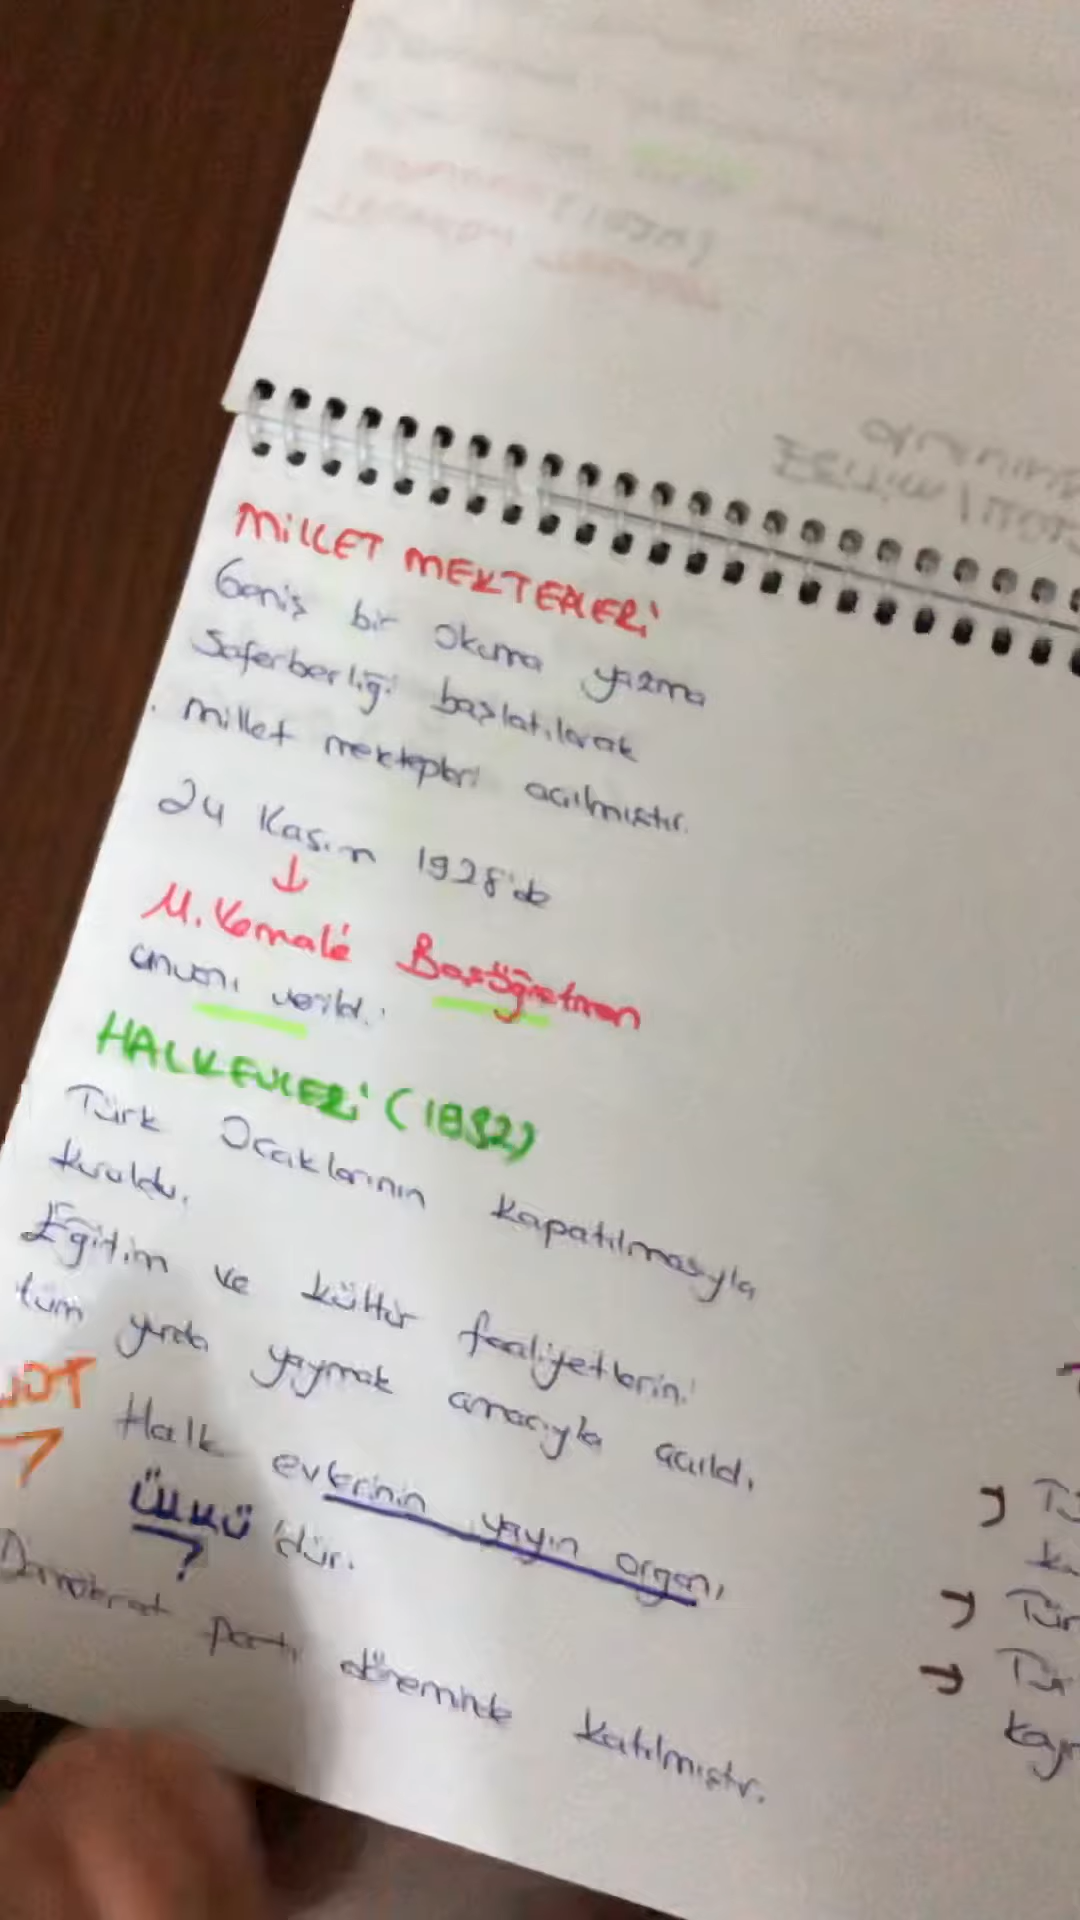 MİLLET MEKTEPLERİ
Geniş bir okuma yazma
Seferberliği başlatılarak
millet mektepleri açılmıştır.
24 Kasım 1928'de
↓
M. Kemal'e Başöğretmen
unvanı verildi.
HALKEVLERİ (1932)
Türk Ocaklarının kapatılmasıyla
kuruldu.
Eğitim ve kültür faaliyetlerini
tüm yurda yaymak amacıyla açıldı.
NOT
→
Halk evlerinin yayın organı
ÜLKÜ 'dür.
Demokrat parti döneminde katılmıştır.